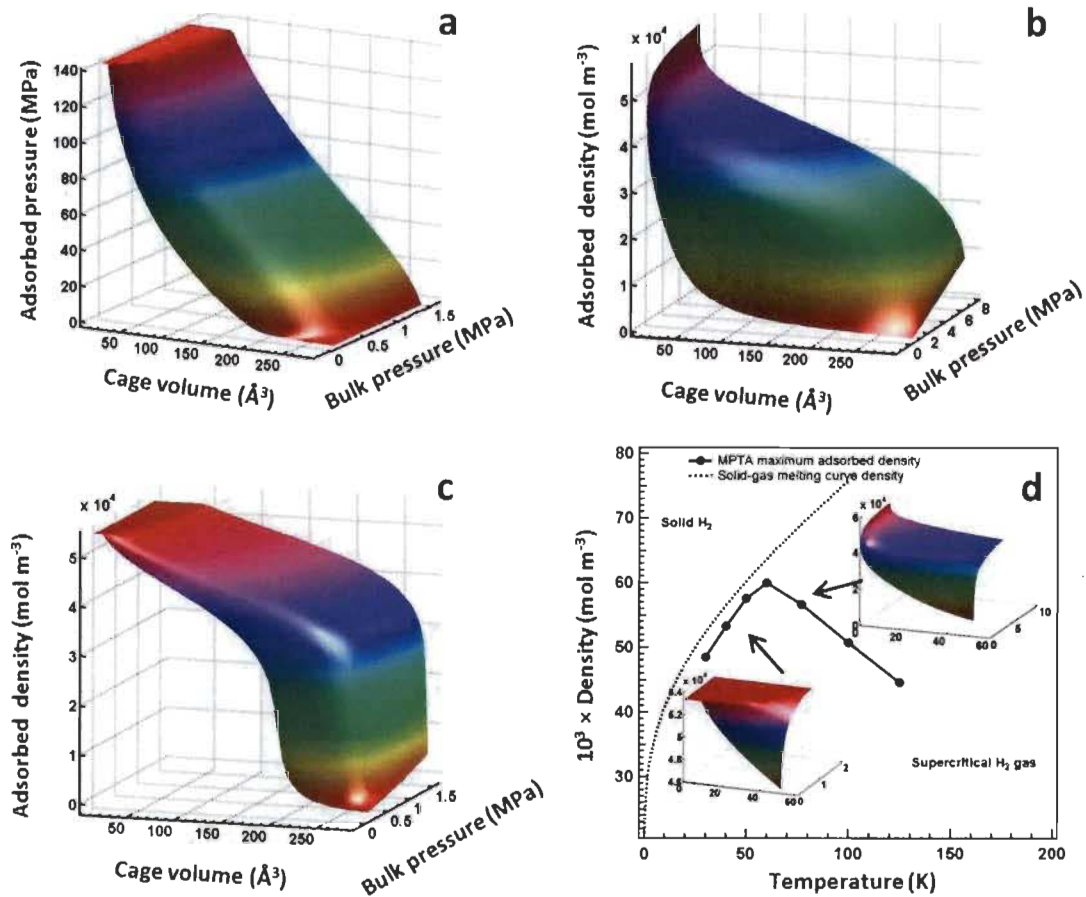 a
Adsorbed pressure (MPa)
140
120
100
80
60
40
20
0
50 100 150 200 250
Cage volume (Å³)
0 0.5 1 1.5
Bulk pressure (MPa)
b
x 10⁴
Adsorbed density (mol m⁻³)
5
4
3
2
1
0
50 100 150 200 250
Cage volume (Å³)
0 2 4 6 8
Bulk pressure (MPa)
c
x 10⁴
Adsorbed density (mol m⁻³)
5
4
3
2
1
0
50 100 150 200 250
Cage volume (Å³)
0 0.5 1 1.5
Bulk pressure (MPa)
d
MPTA maximum adsorbed density
Solid-gas melting curve density
Solid H₂
Supercritical H₂ gas
10³ × Density (mol m⁻³)
80
70
60
50
40
30
0 50 100 150 200
Temperature (K)
x 10⁴
6
4
2
0
0 20 40 60
0 5 10
x 10⁴
5.4
5.2
5
4.8
4.6
0 20 40 60
0 1 2